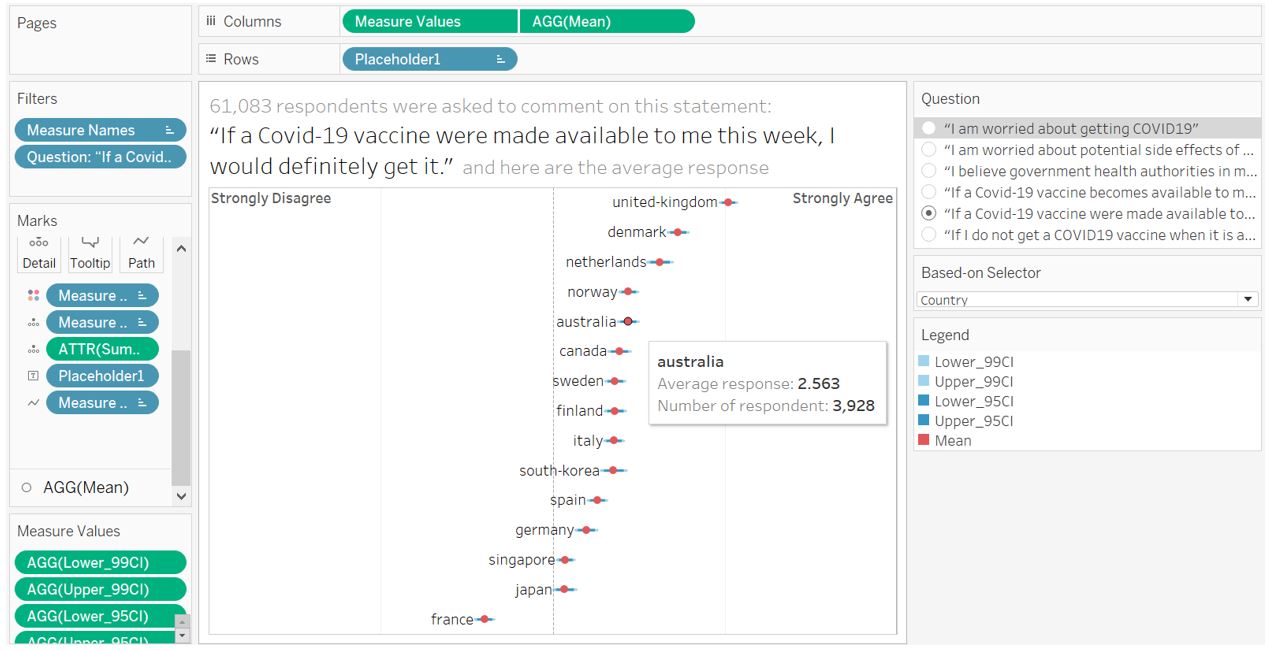 Pages
Columns
Measure Values
AGG(Mean)
Rows
Placeholder1
Filters
Measure Names
Question: “If a Covid..
Marks
Detail
Tooltip
Path
Measure ..
Measure ..
ATTR(Sum..
Placeholder1
Measure ..
AGG(Mean)
Measure Values
AGG(Lower_99CI)
AGG(Upper_99CI)
AGG(Lower_95CI)
AGG(Upper_95CI)
61,083 respondents were asked to comment on this statement:
“If a Covid-19 vaccine were made available to me this week, I
would definitely get it.” and here are the average response
Strongly Disagree
Strongly Agree
united-kingdom
denmark
netherlands
norway
australia
canada
sweden
finland
italy
south-korea
spain
germany
singapore
japan
france
australia
Average response: 2.563
Number of respondent: 3,928
Question
“I am worried about getting COVID19”
“I am worried about potential side effects of ...
“I believe government health authorities in m...
“If a Covid-19 vaccine becomes available to m...
“If a Covid-19 vaccine were made available to...
“If I do not get a COVID19 vaccine when it is a...
Based-on Selector
Country
Legend
Lower_99CI
Upper_99CI
Lower_95CI
Upper_95CI
Mean